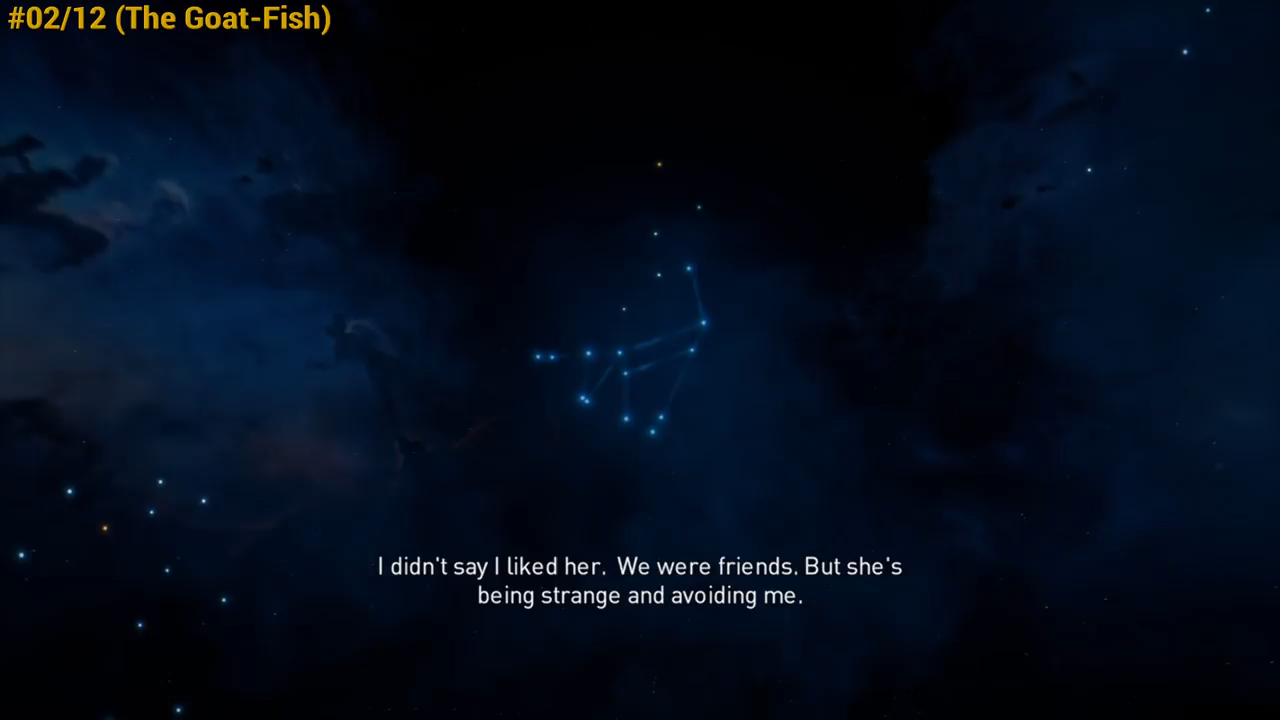 #02/12 (The Goat-Fish)
I didn't say I liked her.  We were friends. But she's
being strange and avoiding me.